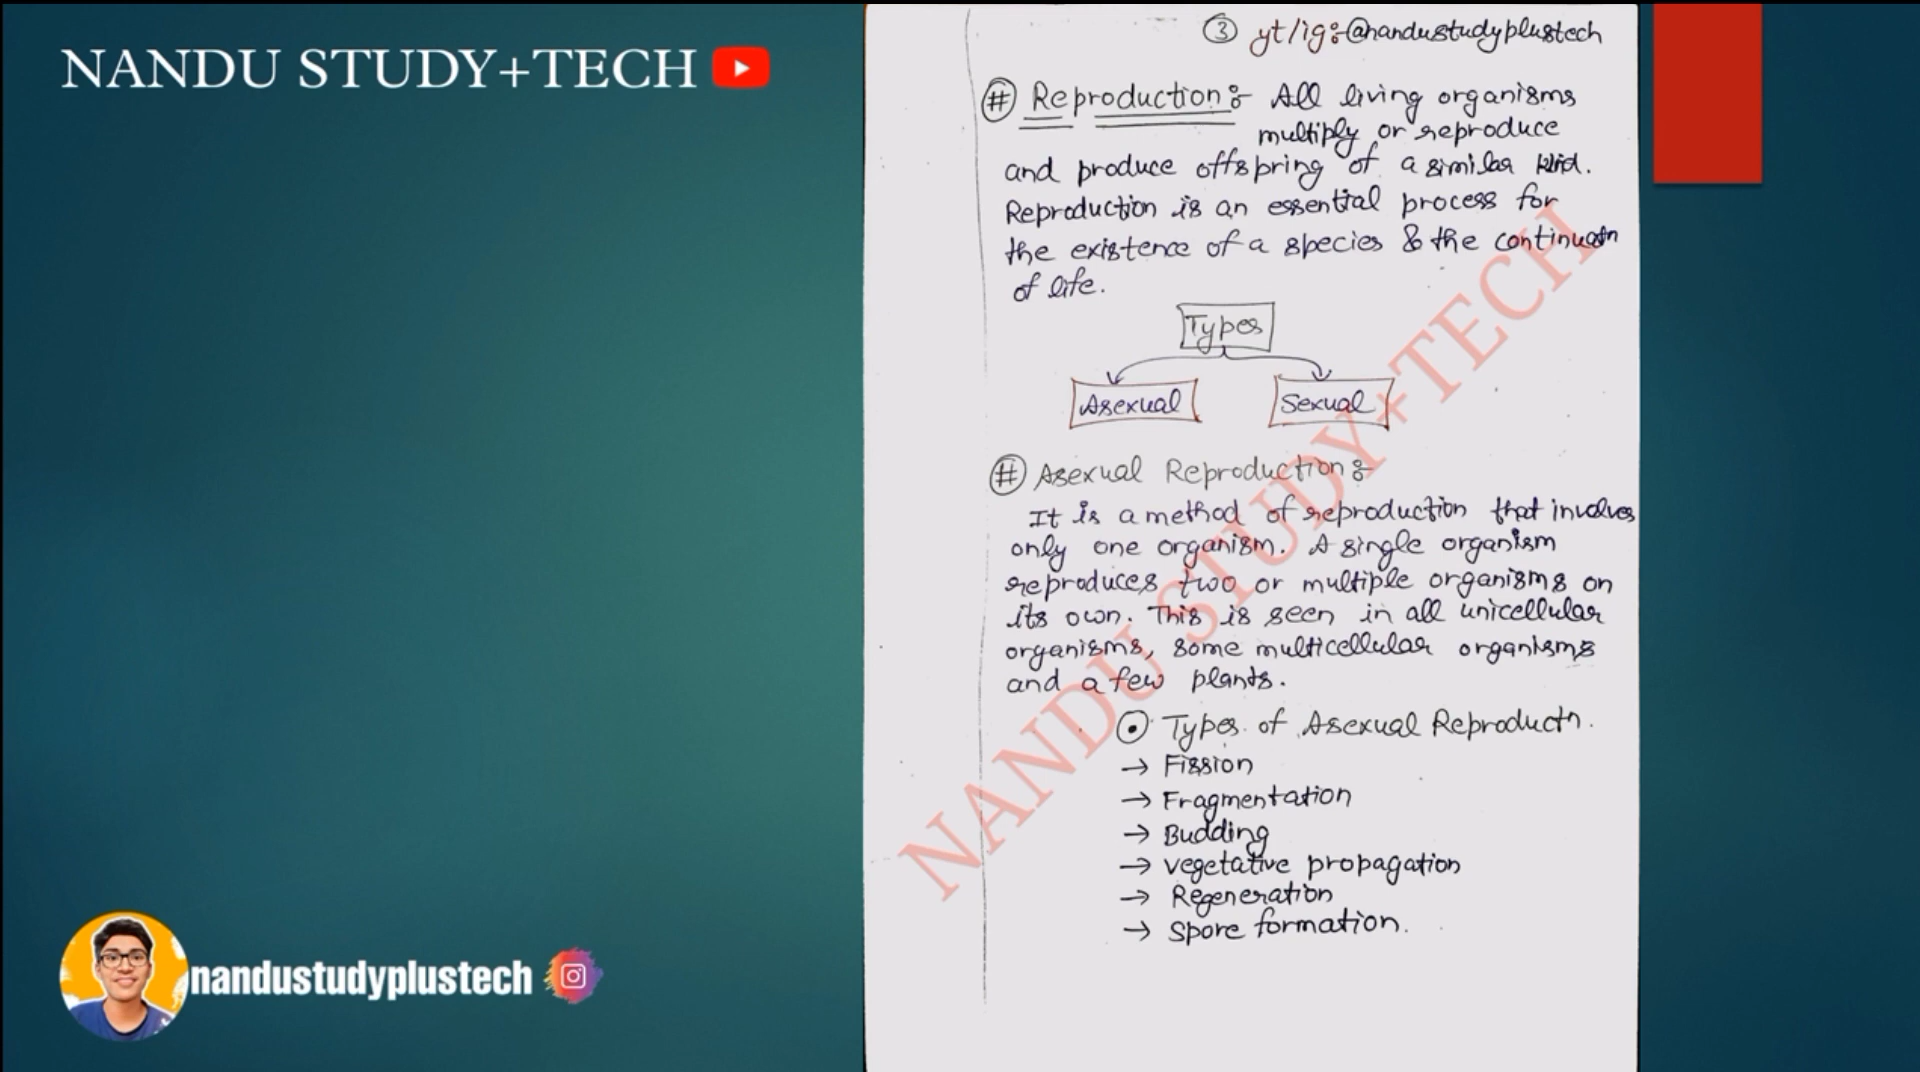 NANDU STUDY+TECH
③ yt/ig:-@nandustudyplustech
# Reproduction:- All living organisms
multiply or reproduce
and produce offspring of a similar kind.
Reproduction is an essential process for
the existence of a species & the continuatn
of life.
Types
Asexual Sexual
# Asexual Reproduction:-
It is a method of reproduction that involves
only one organism. A single organism
reproduces two or multiple organisms on
its own. This is seen in all unicellular
organisms, some multicellular organisms
and a few plants.
⊙ Types of Asexual Reproductn.
→ Fission
→ Fragmentation
→ Budding
→ vegetative propagation
→ Regeneration
→ Spore formation.
NANDU STUDY+TECH
nandustudyplustech